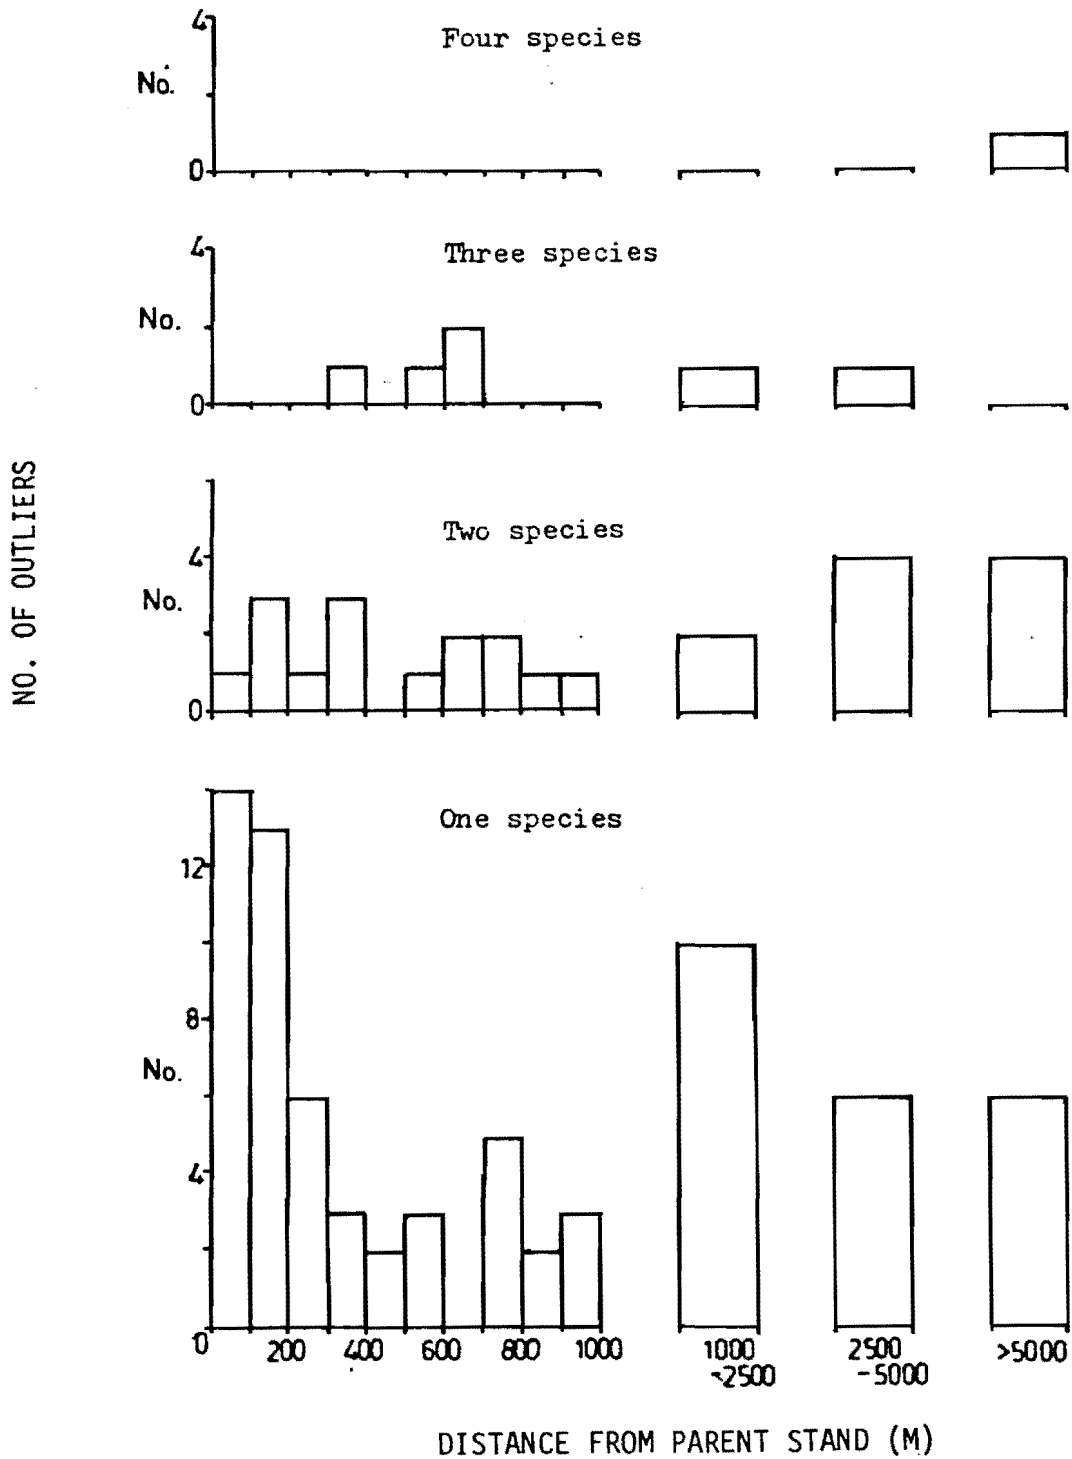 4
Four species
No.
0
4
Three species
No.
0
NO. OF OUTLIERS
Two species
4
No.
0
One species
12
8
No.
4
0 200 400 600 800 1000 1000 2500 >5000
-2500 -5000
DISTANCE FROM PARENT STAND (M)